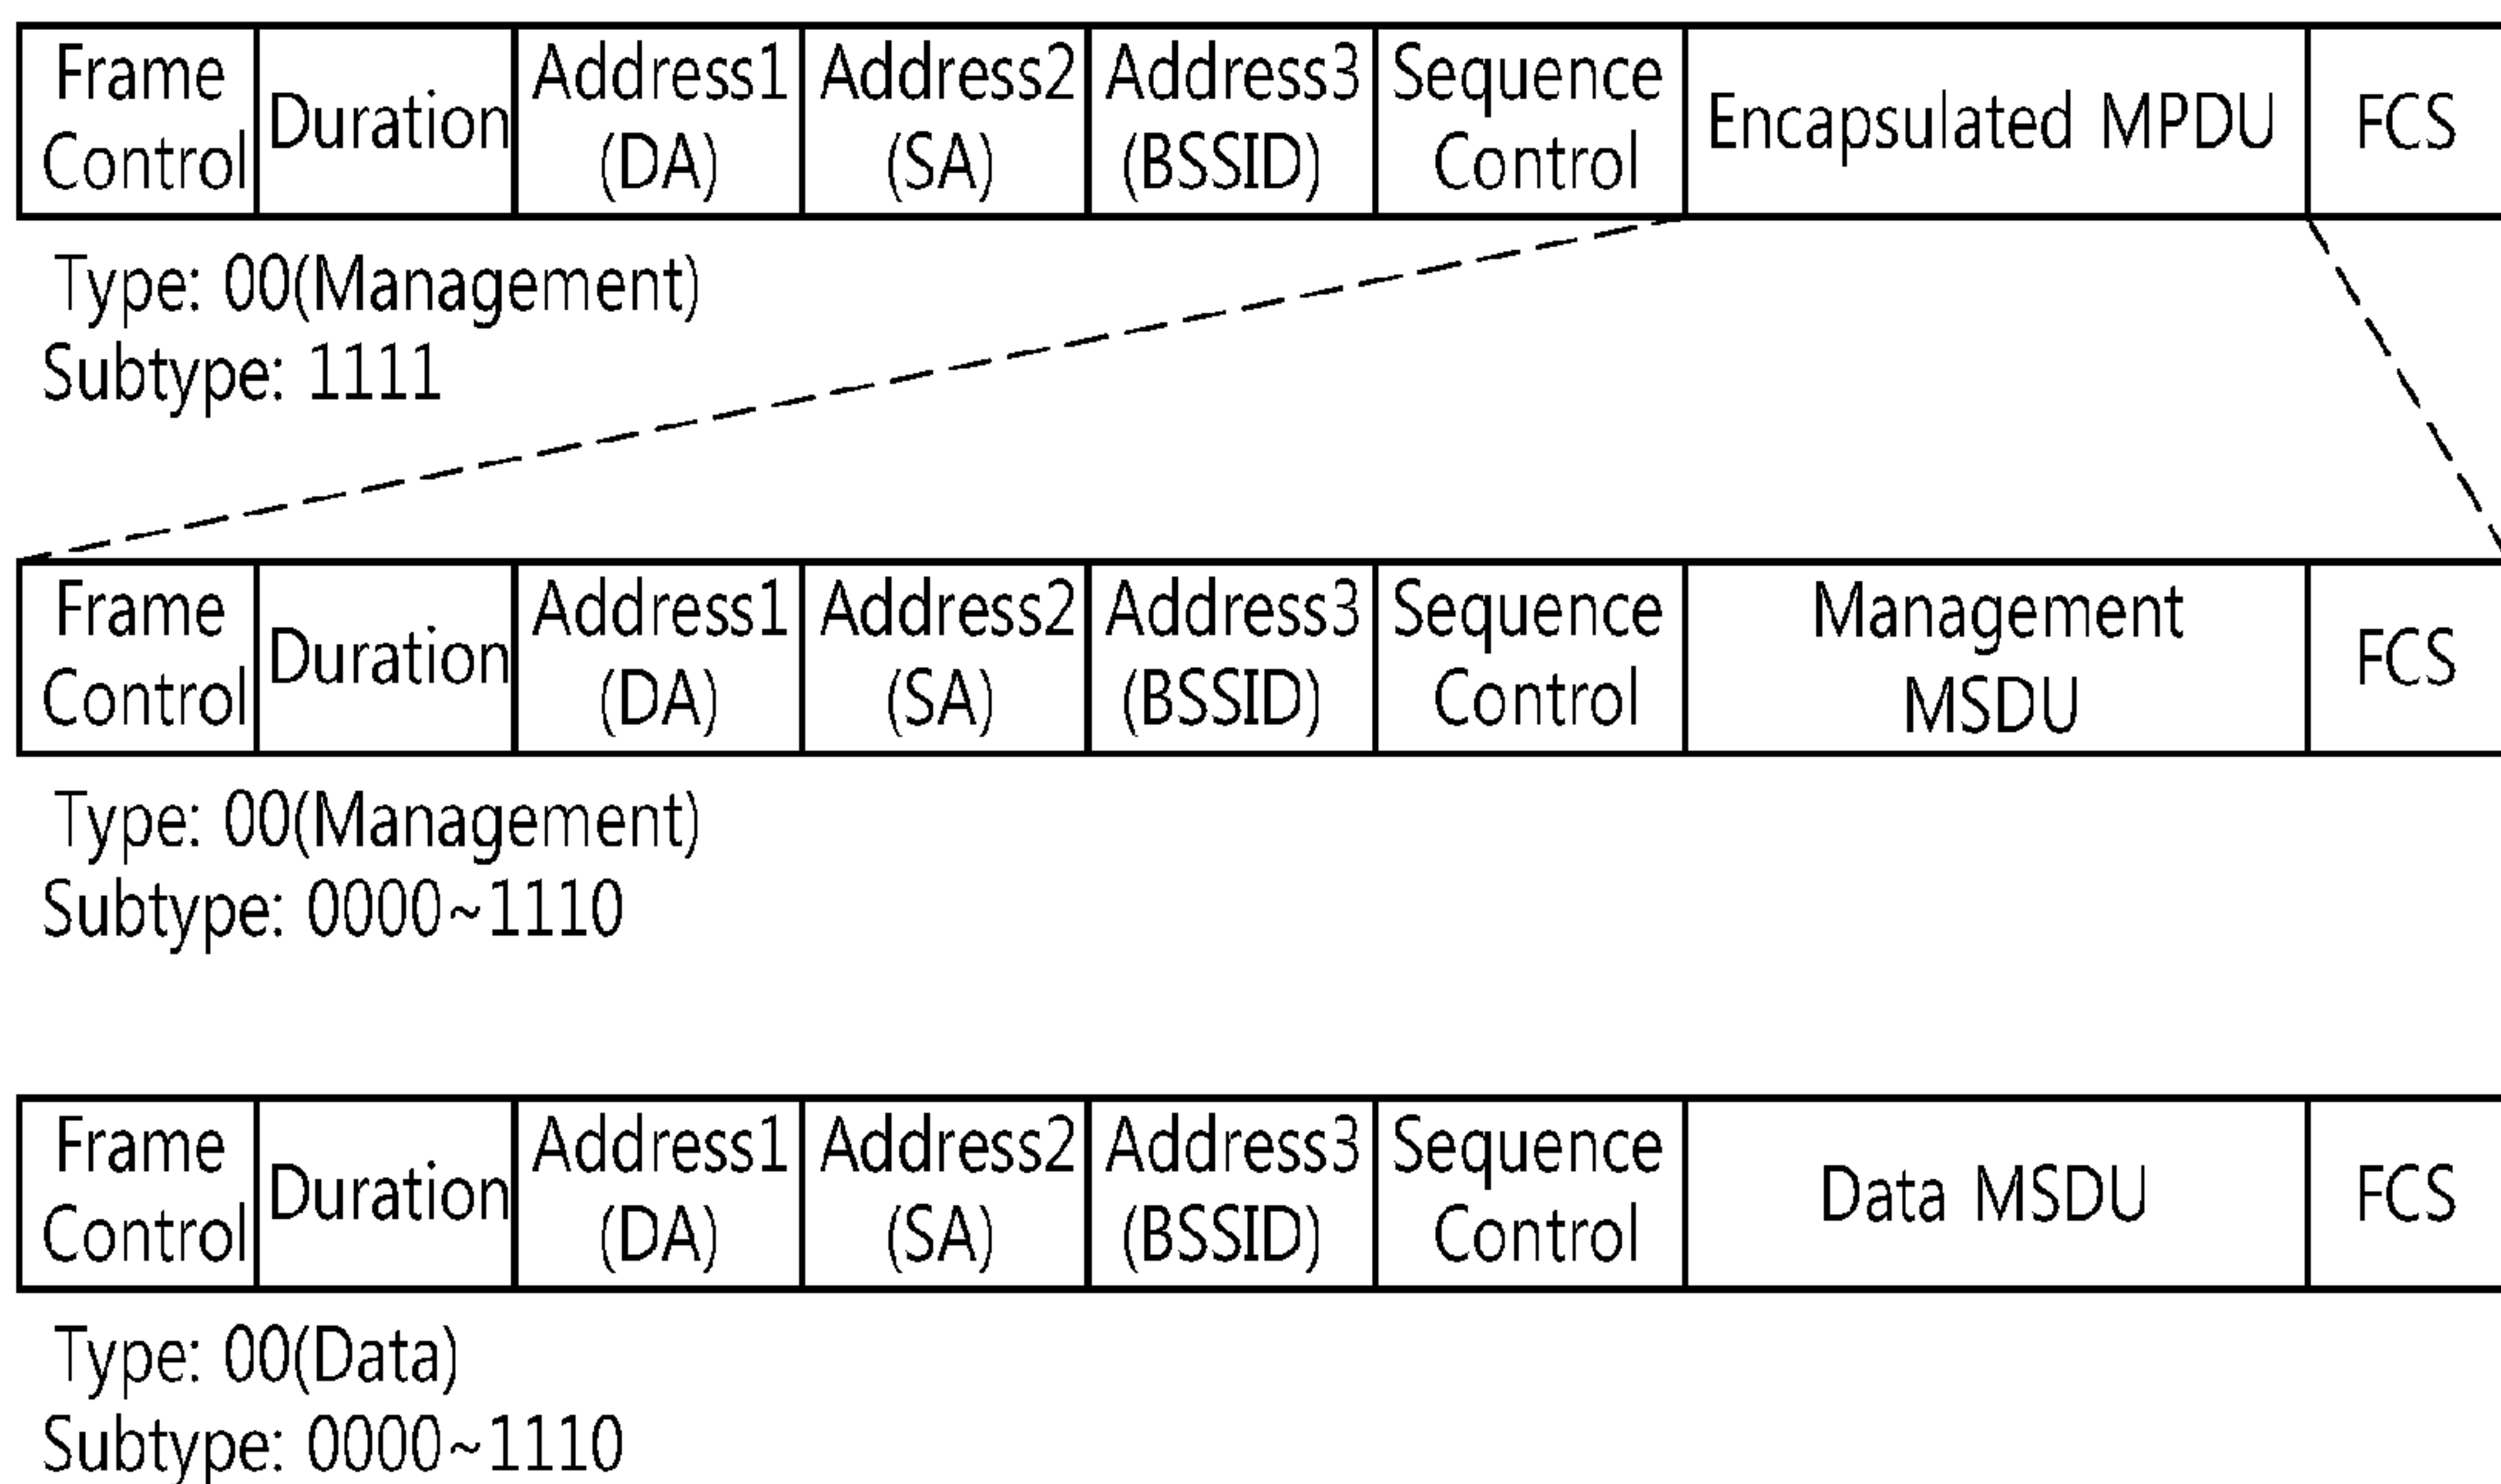 Frame Control Duration Address1 (DA) Address2 (SA) Address3 (BSSID) Sequence Control Encapsulated MPDU FCS
Type: 00(Management)
Subtype: 1111
Frame Control Duration Address1 (DA) Address2 (SA) Address3 (BSSID) Sequence Control Management MSDU FCS
Type: 00(Management)
Subtype: 0000~1110
Frame Control Duration Address1 (DA) Address2 (SA) Address3 (BSSID) Sequence Control Data MSDU FCS
Type: 00(Data)
Subtype: 0000~1110